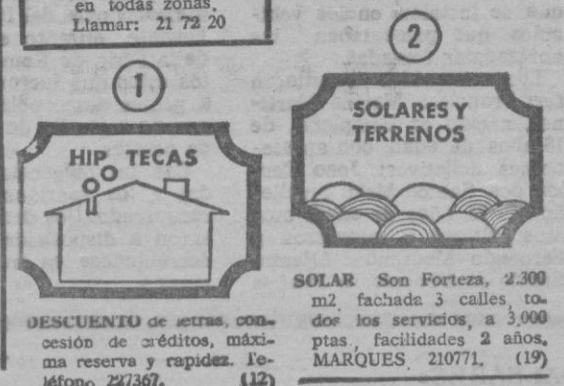 en todas zonas.
Llamar: 21 72 20
1
HIP TECAS
DESCUENTO de letras, con-
cesión de créditos, máxi-
ma reserva y rapidez. Te-
léfono 227367. (12)
2
SOLARES Y
TERRENOS
SOLAR Son Forteza, 2.300
m2, fachada 3 calles, to-
dos los servicios, a 3,000
ptas., facilidades 2 años.
MARQUES, 210771. (19)